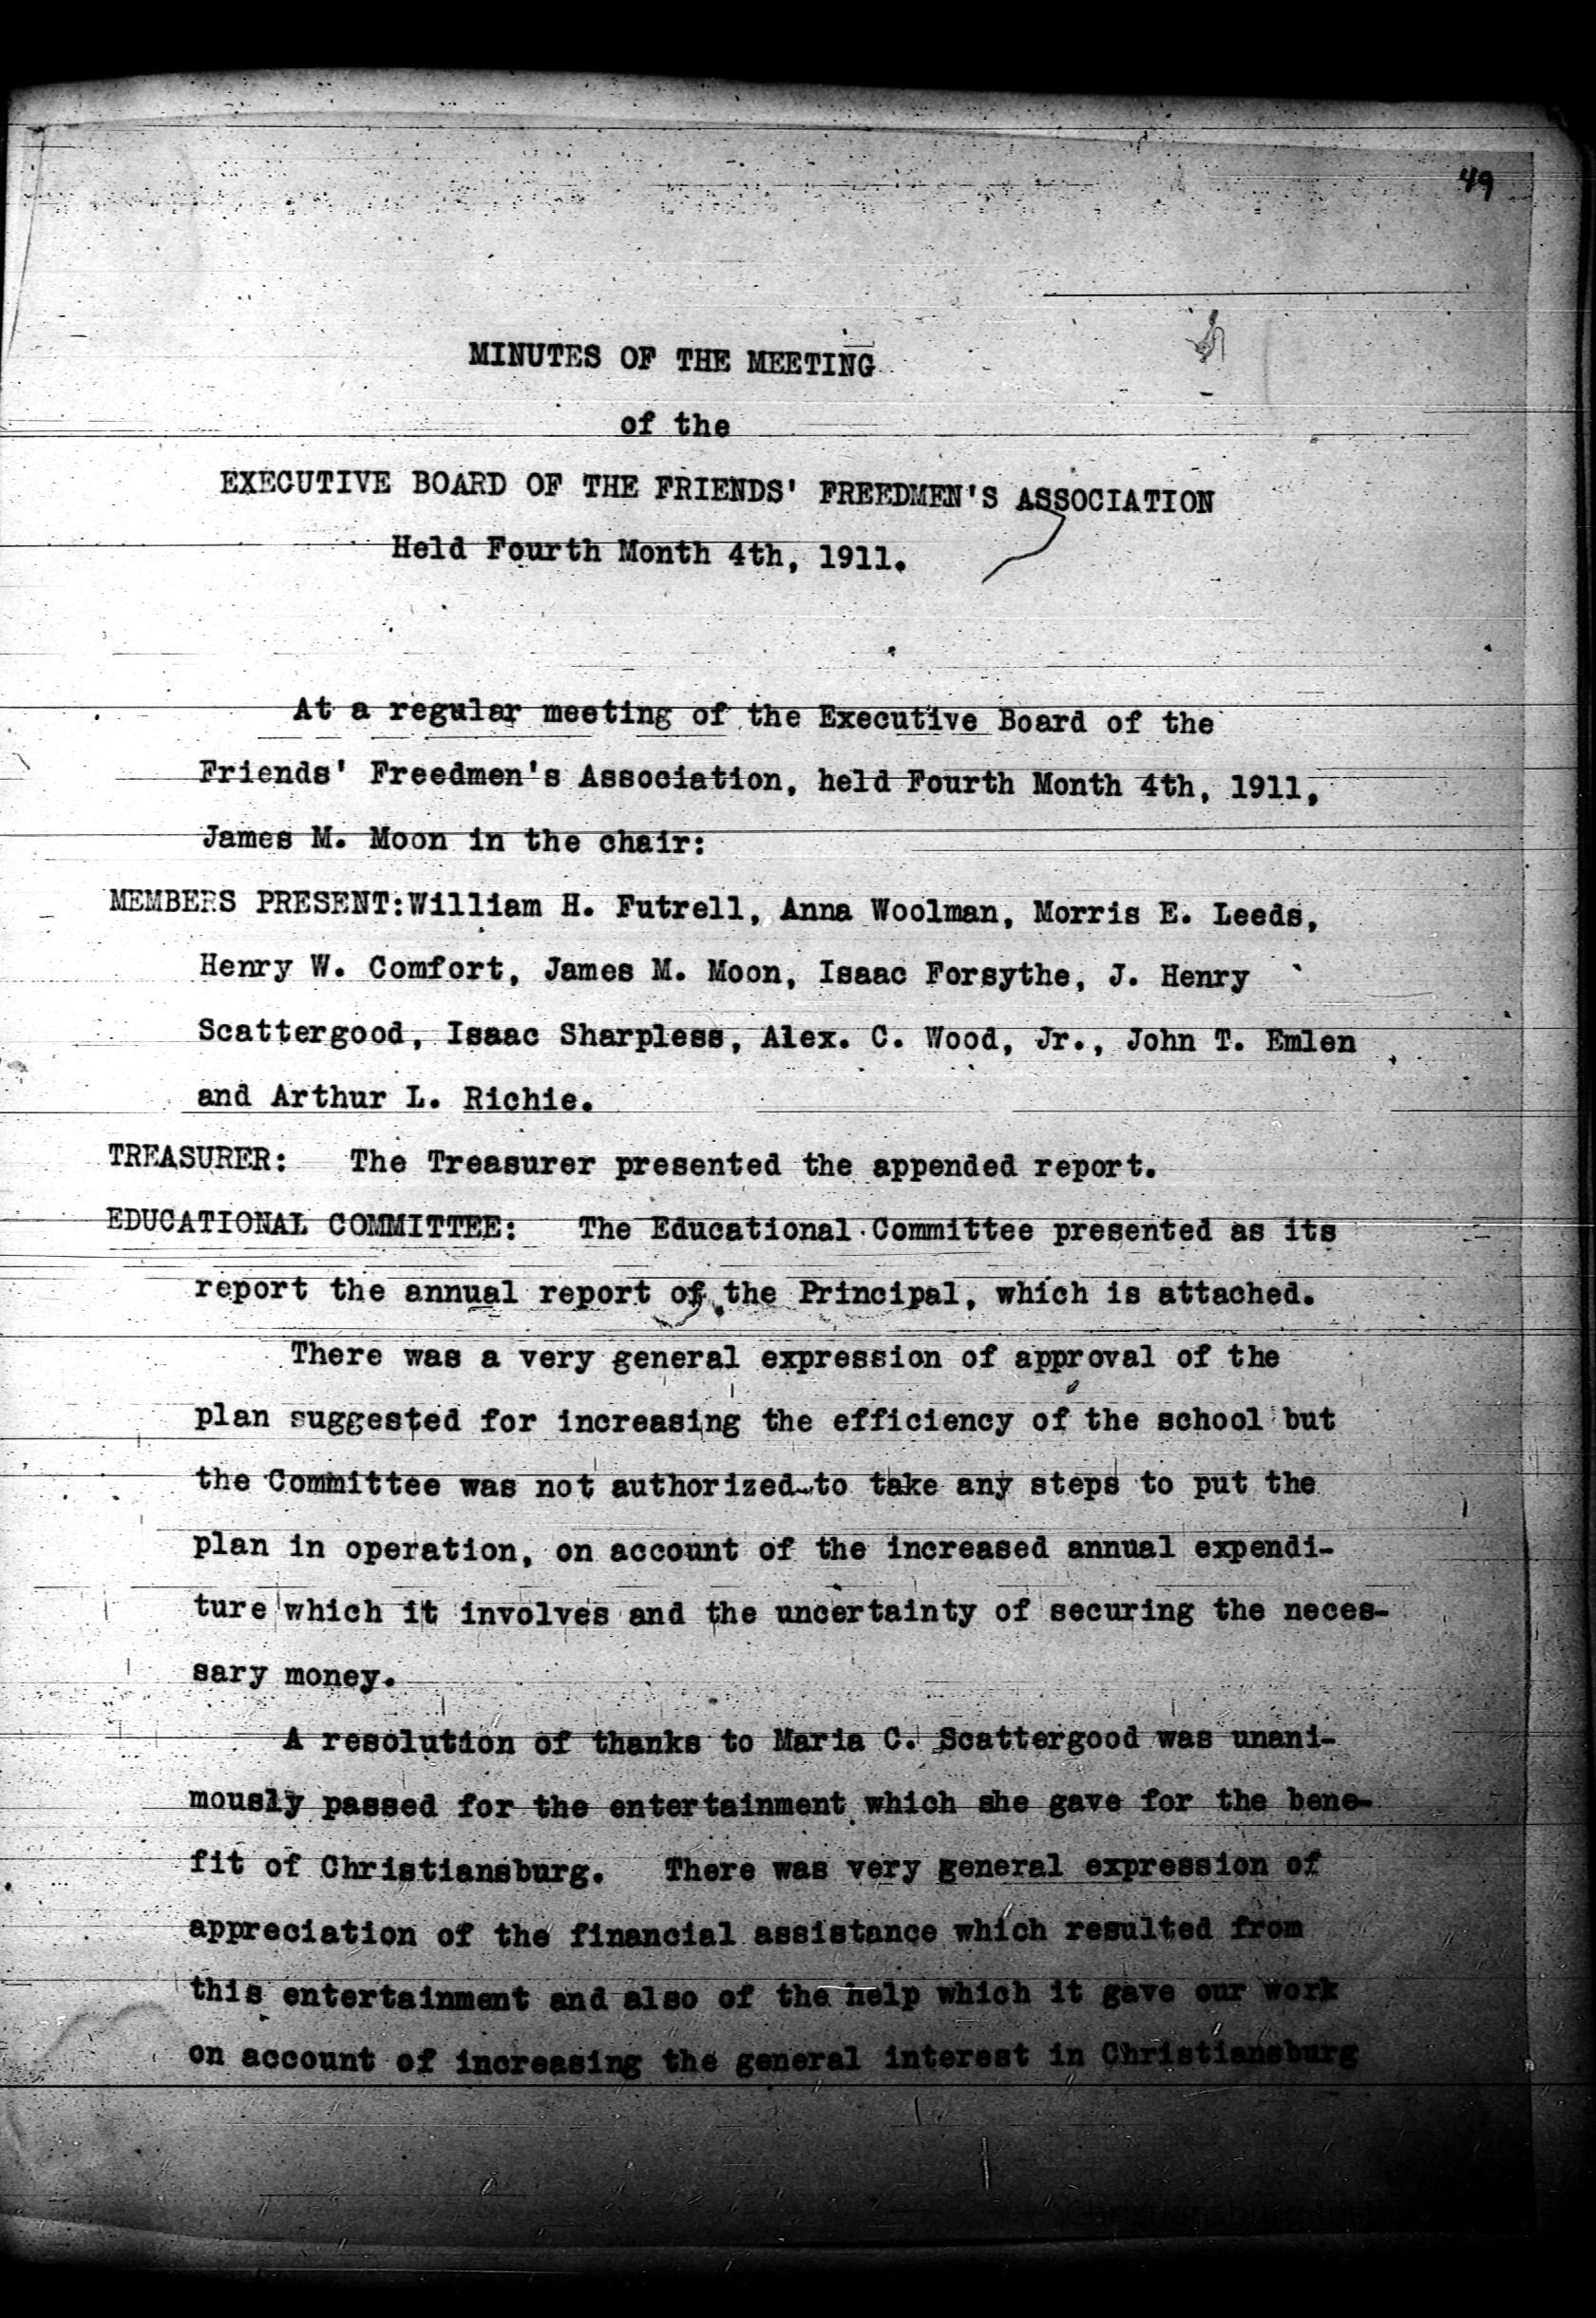 49
MINUTES OF THE MEETING
of the
EXECUTIVE BOARD OF THE FRIENDS' FREEDMEN'S ASSOCIATION
Held Fourth Month 4th, 1911.
At a regular meeting of the Executive Board of the
Friends' Freedmen's Association, held Fourth Month 4th, 1911,
James M. Moon in the chair:
MEMBERS PRESENT:William H. Futrell, Anna Woolman, Morris E. Leeds,
Henry W. Comfort, James M. Moon, Isaac Forsythe, J. Henry
Scattergood, Isaac Sharpless, Alex. C. Wood, Jr., John T. Emlen
and Arthur L. Richie.
TREASURER: The Treasurer presented the appended report.
EDUCATIONAL COMMITTEE: The Educational Committee presented as its
report the annual report of the Principal, which is attached.
There was a very general expression of approval of the
plan suggested for increasing the efficiency of the school but
the Committee was not authorized to take any steps to put the
plan in operation, on account of the increased annual expendi-
ture which it involves and the uncertainty of securing the neces-
sary money.
A resolution of thanks to Maria C. Scattergood was unani-
mously passed for the entertainment which she gave for the bene-
fit of Christiansburg. There was very general expression of
appreciation of the financial assistance which resulted from
this entertainment and also of the help which it gave our work
on account of increasing the general interest in Christiansburg